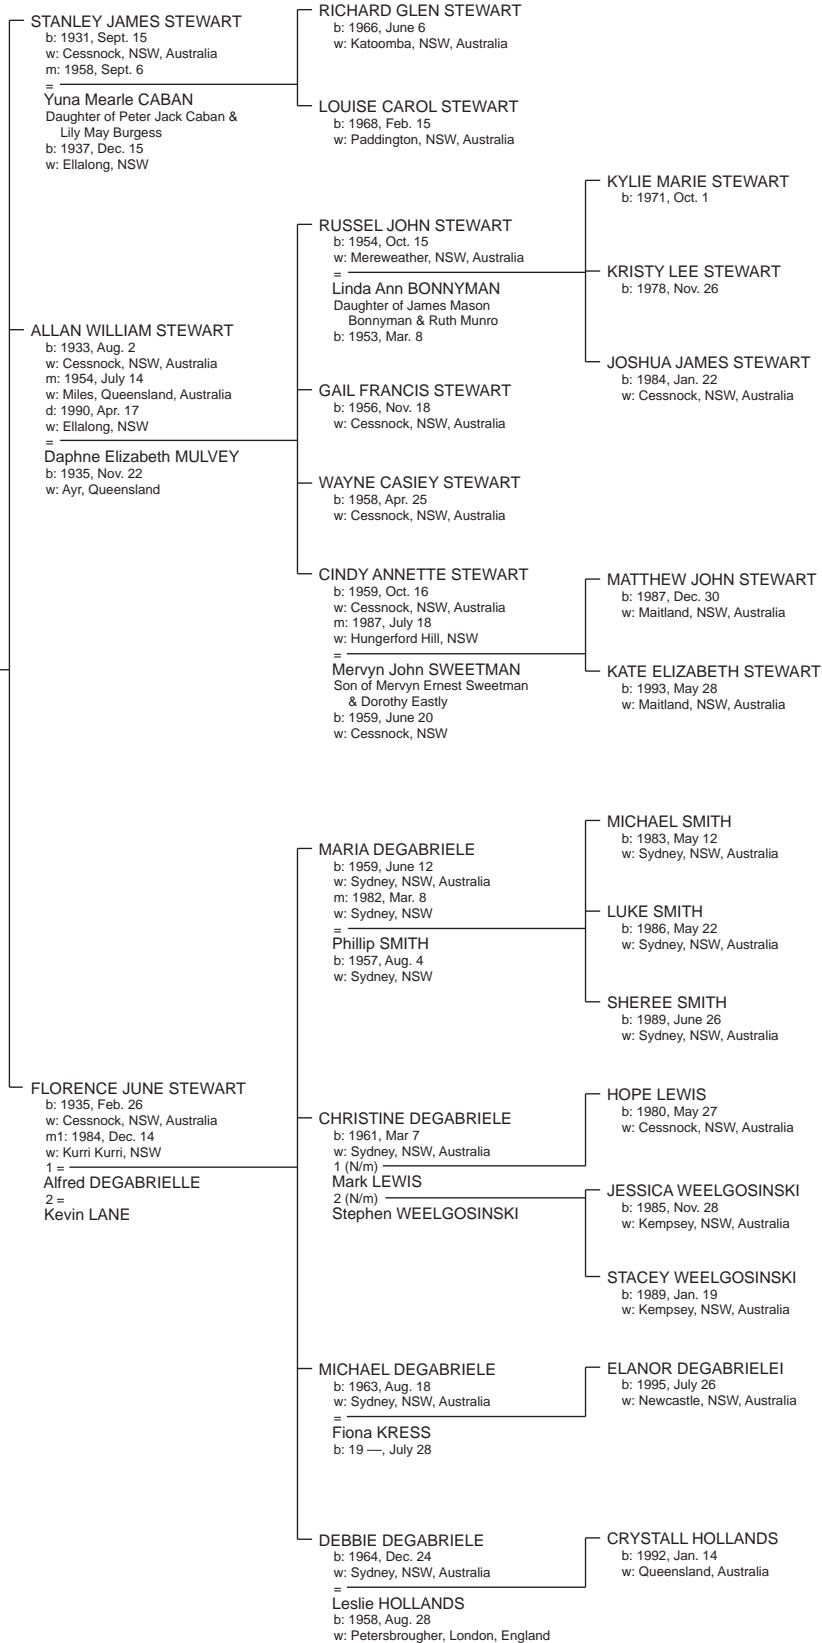 STANLEY JAMES STEWART
b: 1931, Sept. 15
w: Cessnock, NSW, Australia
m: 1958, Sept. 6
=
Yuna Mearle CABAN
Daughter of Peter Jack Caban &
Lily May Burgess
b: 1937, Dec. 15
w: Ellalong, NSW
RICHARD GLEN STEWART
b: 1966, June 6
w: Katoomba, NSW, Australia
LOUISE CAROL STEWART
b: 1968, Feb. 15
w: Paddington, NSW, Australia
ALLAN WILLIAM STEWART
b: 1933, Aug. 2
w: Cessnock, NSW, Australia
m: 1954, July 14
w: Miles, Queensland, Australia
d: 1990, Apr. 17
w: Ellalong, NSW
=
Daphne Elizabeth MULVEY
b: 1935, Nov. 22
w: Ayr, Queensland
RUSSEL JOHN STEWART
b: 1954, Oct. 15
w: Mereweather, NSW, Australia
=
Linda Ann BONNYMAN
Daughter of James Mason
Bonnyman & Ruth Munro
b: 1953, Mar. 8
KYLIE MARIE STEWART
b: 1971, Oct. 1
KRISTY LEE STEWART
b: 1978, Nov. 26
JOSHUA JAMES STEWART
b: 1984, Jan. 22
w: Cessnock, NSW, Australia
GAIL FRANCIS STEWART
b: 1956, Nov. 18
w: Cessnock, NSW, Australia
WAYNE CASIEY STEWART
b: 1958, Apr. 25
w: Cessnock, NSW, Australia
CINDY ANNETTE STEWART
b: 1959, Oct. 16
w: Cessnock, NSW, Australia
m: 1987, July 18
w: Hungerford Hill, NSW
=
Mervyn John SWEETMAN
Son of Mervyn Ernest Sweetman
& Dorothy Eastly
b: 1959, June 20
w: Cessnock, NSW
MATTHEW JOHN STEWART
b: 1987, Dec. 30
w: Maitland, NSW, Australia
KATE ELIZABETH STEWART
b: 1993, May 28
w: Maitland, NSW, Australia
FLORENCE JUNE STEWART
b: 1935, Feb. 26
w: Cessnock, NSW, Australia
m1: 1984, Dec. 14
w: Kurri Kurri, NSW
1 =
Alfred DEGABRIELLE
2 =
Kevin LANE
MARIA DEGABRIELE
b: 1959, June 12
w: Sydney, NSW, Australia
m: 1982, Mar. 8
w: Sydney, NSW
=
Phillip SMITH
b: 1957, Aug. 4
w: Sydney, NSW
MICHAEL SMITH
b: 1983, May 12
w: Sydney, NSW, Australia
LUKE SMITH
b: 1986, May 22
w: Sydney, NSW, Australia
SHEREE SMITH
b: 1989, June 26
w: Sydney, NSW, Australia
CHRISTINE DEGABRIELE
b: 1961, Mar 7
w: Sydney, NSW, Australia
1 (N/m)
Mark LEWIS
2 (N/m)
Stephen WEELGOSINSKI
HOPE LEWIS
b: 1980, May 27
w: Cessnock, NSW, Australia
JESSICA WEELGOSINSKI
b: 1985, Nov. 28
w: Kempsey, NSW, Australia
STACEY WEELGOSINSKI
b: 1989, Jan. 19
w: Kempsey, NSW, Australia
MICHAEL DEGABRIELE
b: 1963, Aug. 18
w: Sydney, NSW, Australia
=
Fiona KRESS
b: 19 —, July 28
ELANOR DEGABRIELEI
b: 1995, July 26
w: Newcastle, NSW, Australia
DEBBIE DEGABRIELE
b: 1964, Dec. 24
w: Sydney, NSW, Australia
=
Leslie HOLLANDS
b: 1958, Aug. 28
w: Petersbrougher, London, England
CRYSTALL HOLLANDS
b: 1992, Jan. 14
w: Queensland, Australia